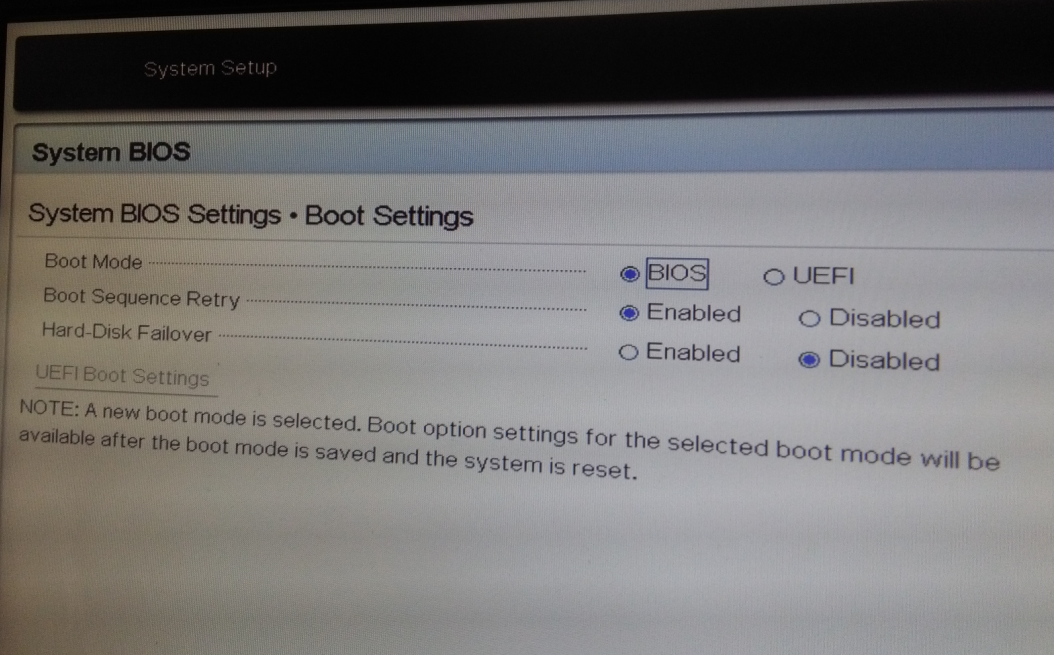 System Setup
System BIOS
System BIOS Settings • Boot Settings
Boot Mode BIOS UEFI
Boot Sequence Retry Enabled Disabled
Hard-Disk Failover Enabled Disabled
UEFI Boot Settings
NOTE: A new boot mode is selected. Boot option settings for the selected boot mode will be
available after the boot mode is saved and the system is reset.